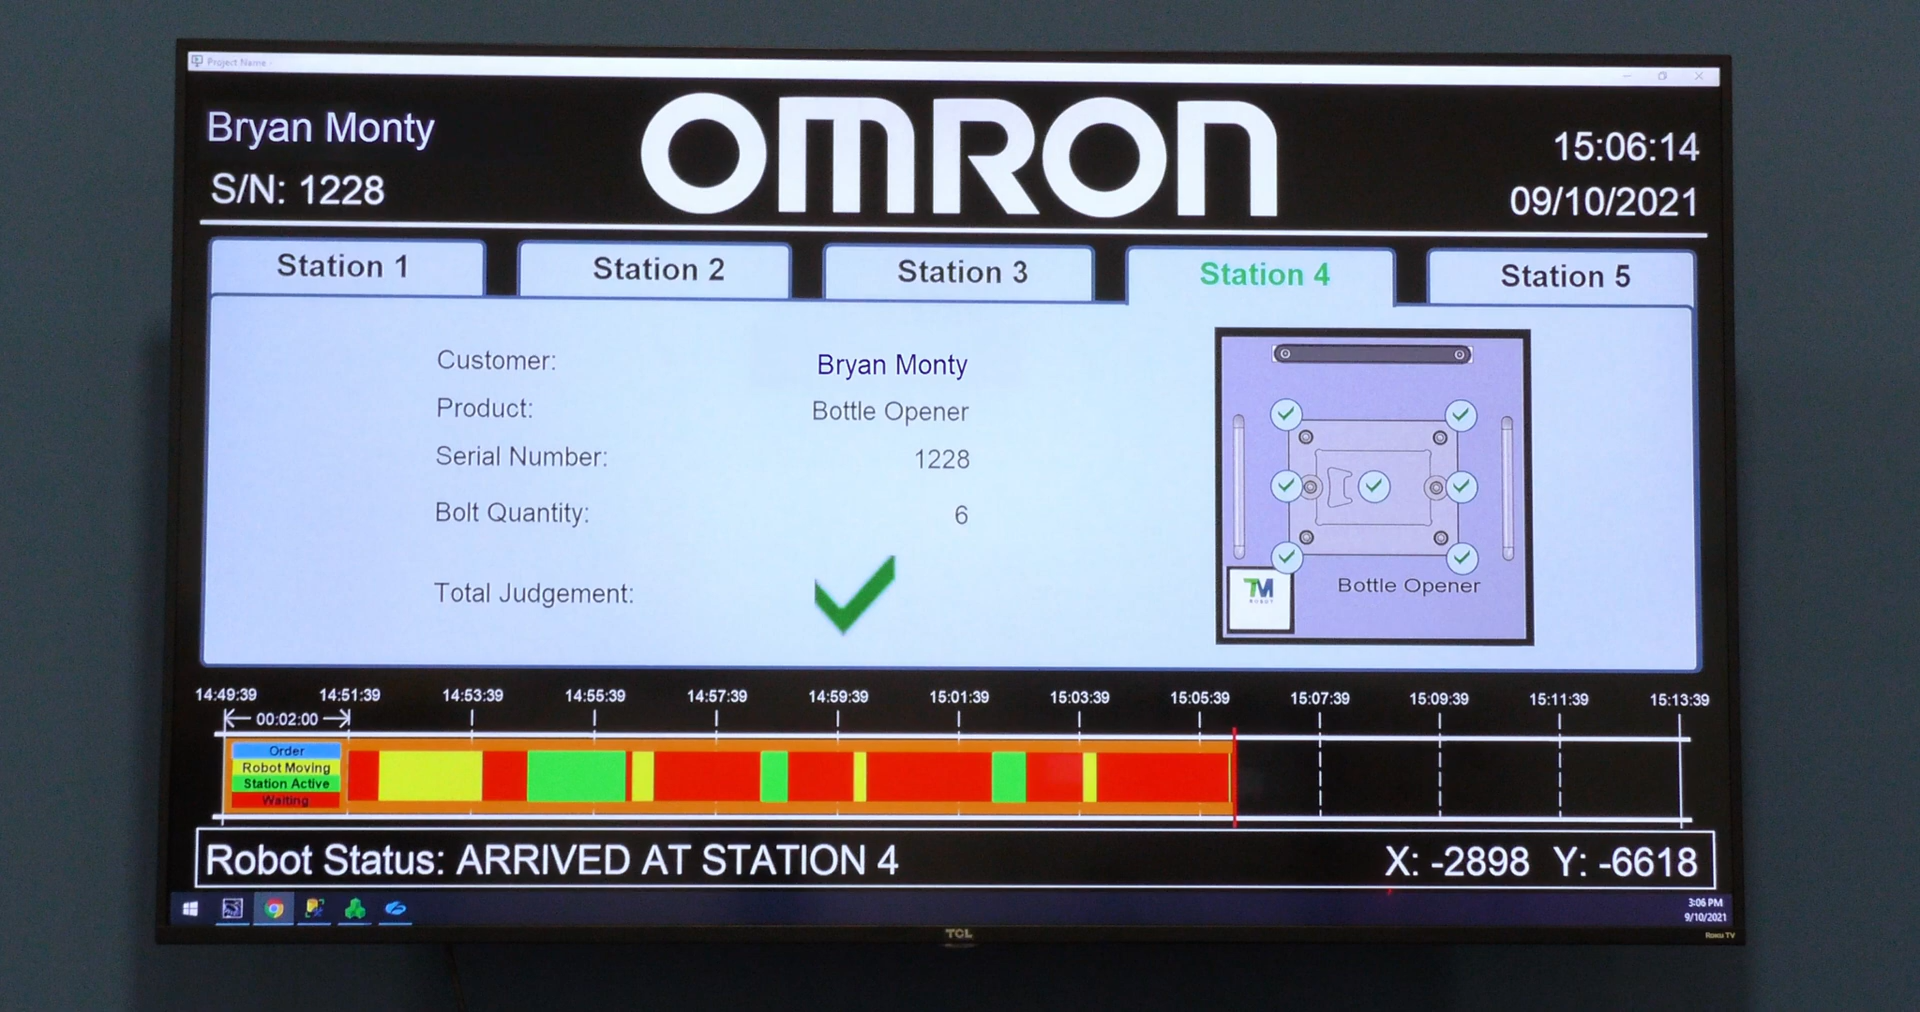 Project Name -
Bryan Monty
OMRON
15:06:14
S/N: 1228
09/10/2021
Station 1
Station 2
Station 3
Station 4
Station 5
Customer: Bryan Monty
Product: Bottle Opener
Serial Number: 1228
Bolt Quantity: 6
Total Judgement:
TM
ROBOT
Bottle Opener
14:49:39 14:51:39 14:53:39 14:55:39 14:57:39 14:59:39 15:01:39 15:03:39 15:05:39 15:07:39 15:09:39 15:11:39 15:13:39
00:02:00
Order
Robot Moving
Station Active
Waiting
Robot Status: ARRIVED AT STATION 4
X: -2898 Y: -6618
3:06 PM
9/10/2021
TCL
Roku TV